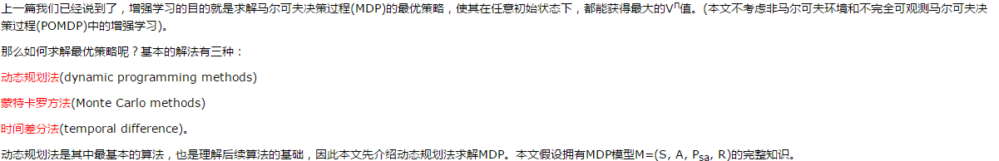 上一篇我们已经说到了，增强学习的目的就是求解马尔可夫决策过程(MDP)的最优策略，使其在任意初始状态下，都能获得最大的Vπ值。(本文不考虑非马尔可夫环境和不完全可观测马尔可夫决
策过程(POMDP)中的增强学习)。
那么如何求解最优策略呢？基本的解法有三种：
动态规划法(dynamic programming methods)
蒙特卡罗方法(Monte Carlo methods)
时间差分法(temporal difference)。
动态规划法是其中最基本的算法，也是理解后续算法的基础，因此本文先介绍动态规划法求解MDP。本文假设拥有MDP模型M=(S, A, Psa, R)的完整知识。